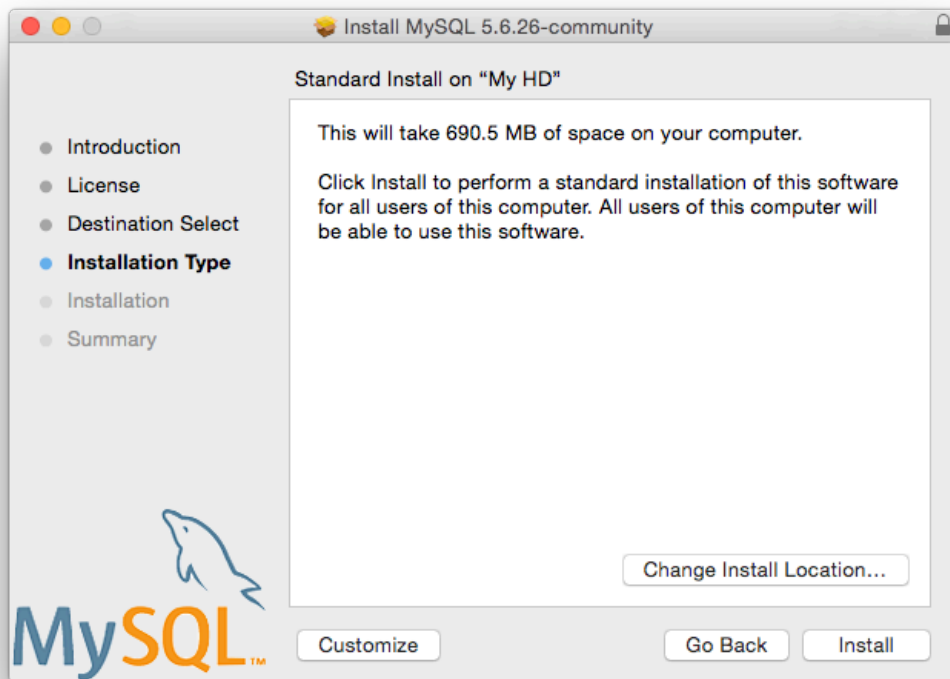 Install MySQL 5.6.26-community
Standard Install on “My HD”
Introduction
License
Destination Select
Installation Type
Installation
Summary
This will take 690.5 MB of space on your computer.
Click Install to perform a standard installation of this software
for all users of this computer. All users of this computer will
be able to use this software.
Change Install Location...
MySQL™
Customize
Go Back
Install